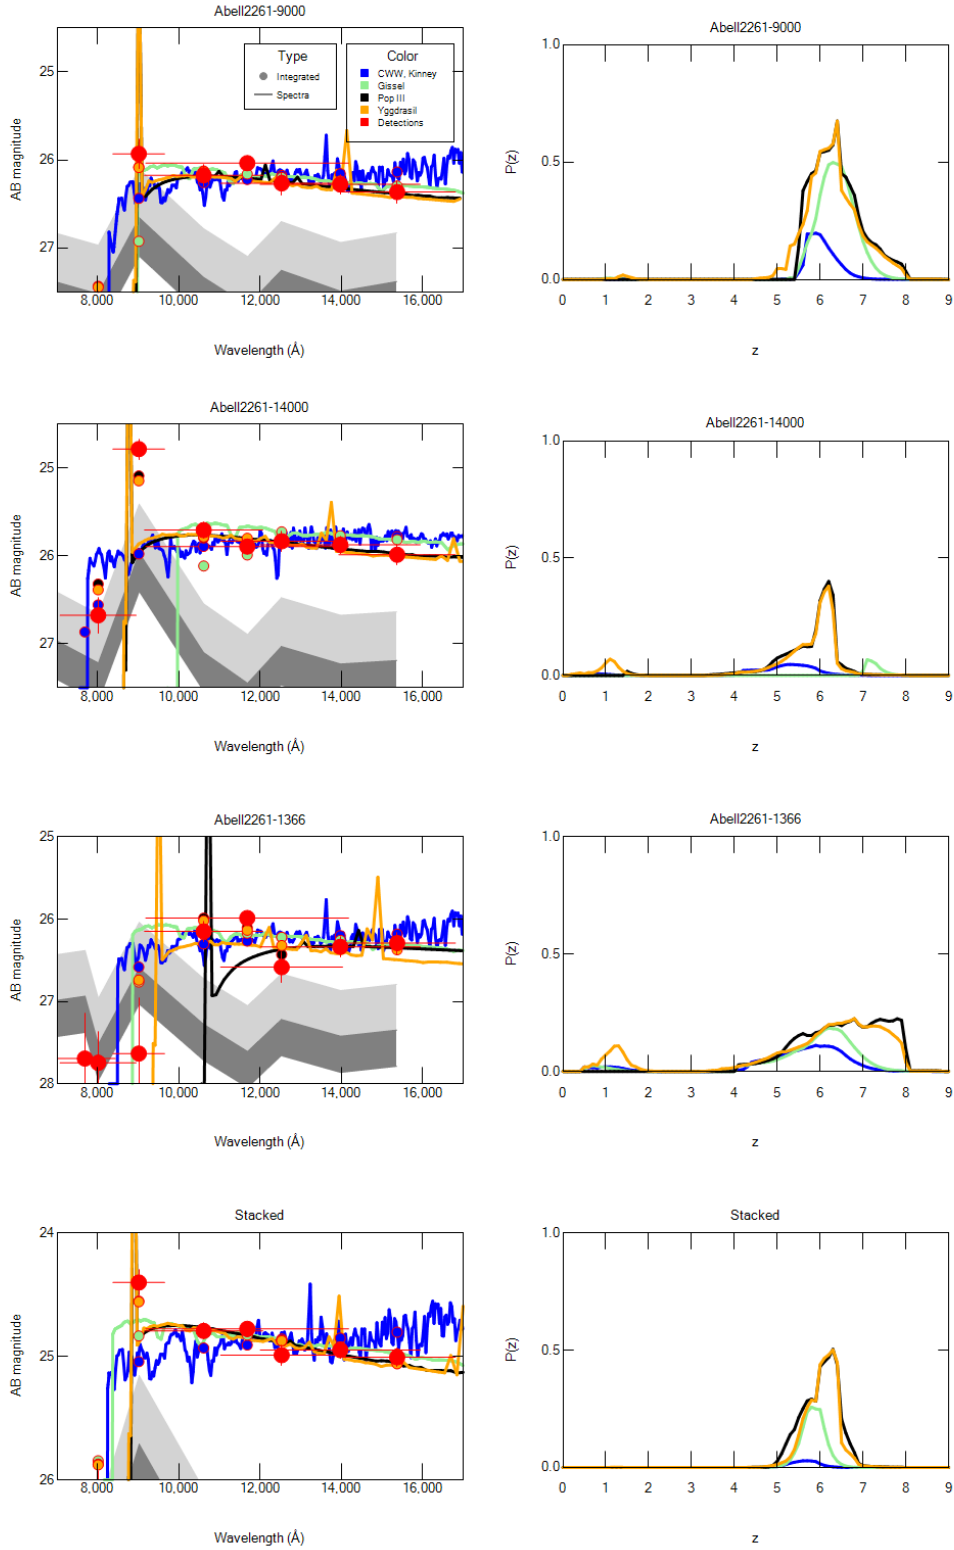 Abell2261-9000
25
26
27
AB magnitude
8,000 10,000 12,000 14,000 16,000
Wavelength (Å)
Type
Integrated
Spectra
Color
CWW, Kinney
Gissel
Pop III
Yggdrasil
Detections
Abell2261-9000
1.0
0.5
0.0
P(z)
0 1 2 3 4 5 6 7 8 9
z
Abell2261-14000
25
26
27
AB magnitude
8,000 10,000 12,000 14,000 16,000
Wavelength (Å)
Abell2261-14000
1.0
0.5
0.0
P(z)
0 1 2 3 4 5 6 7 8 9
z
Abell2261-1366
25
26
27
28
AB magnitude
8,000 10,000 12,000 14,000 16,000
Wavelength (Å)
Abell2261-1366
1.0
0.5
0.0
P(z)
0 1 2 3 4 5 6 7 8 9
z
Stacked
24
25
26
AB magnitude
8,000 10,000 12,000 14,000 16,000
Wavelength (Å)
Stacked
1.0
0.5
0.0
P(z)
0 1 2 3 4 5 6 7 8 9
z